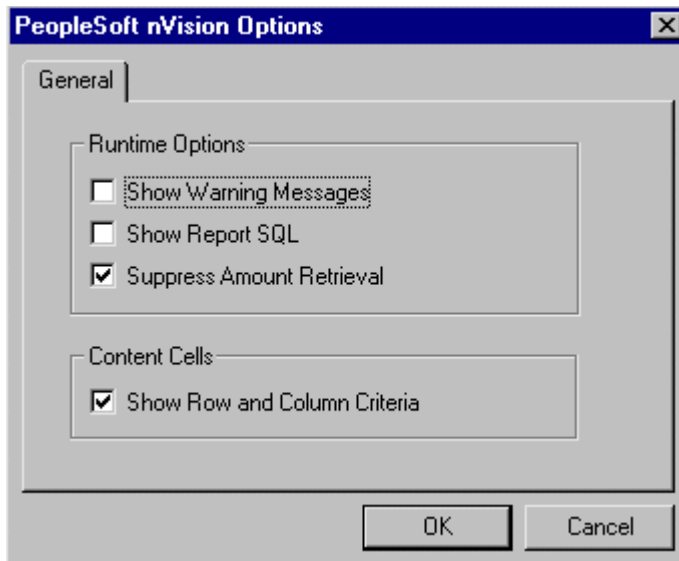 PeopleSoft nVision Options
General
Runtime Options
Show Warning Messages
Show Report SQL
Suppress Amount Retrieval
Content Cells
Show Row and Column Criteria
OK Cancel